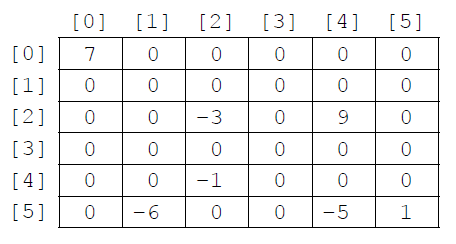 [0] [1] [2] [3] [4] [5]
[0] 7 0 0 0 0 0
[1] 0 0 0 0 0 0
[2] 0 0 −3 0 9 0
[3] 0 0 0 0 0 0
[4] 0 0 −1 0 0 0
[5] 0 −6 0 0 −5 1